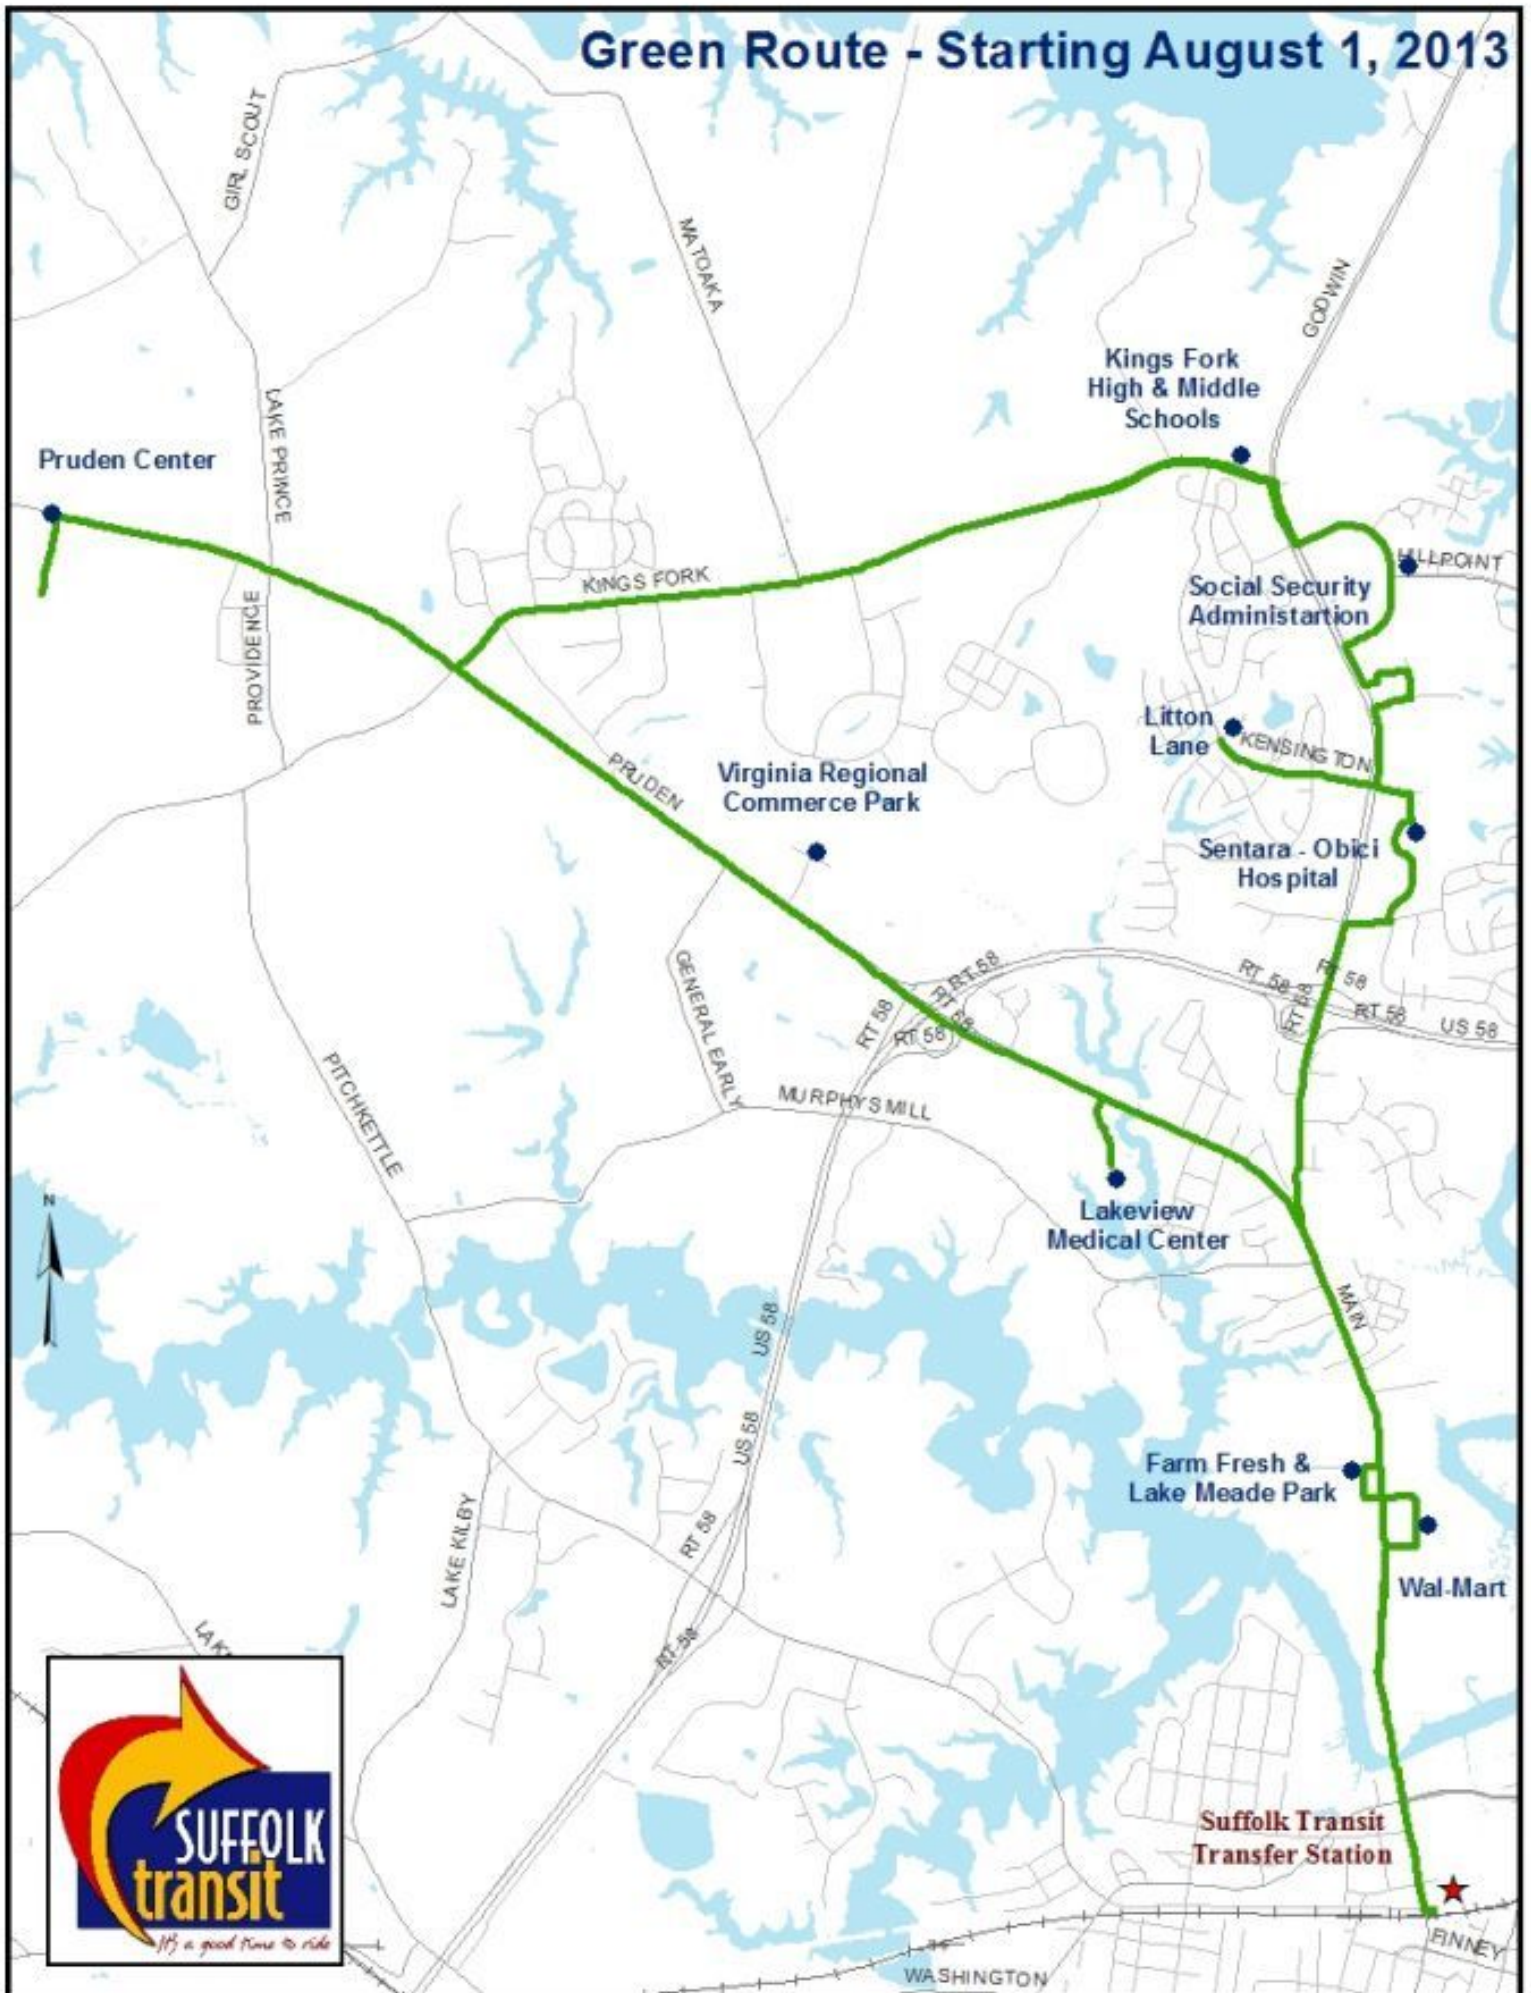 Green Route - Starting August 1, 2013
GIRL SCOUT
MATOAKA
GODWIN
Kings Fork
High & Middle
Schools
LAKE PRINCE
Pruden Center
HILLPOINT
KINGS FORK
Social Security
Administartion
PROVIDENCE
Litton
Lane
KENSINGTON
PRUDEN
Virginia Regional
Commerce Park
Sentara - Obici
Hospital
GENERAL EARLY
RT 58
RT 58
RT 58
RT 58
RT 58
RT 58
RT 58
RT 58
US 58
PITCHKETTLE
MURPHYS MILL
N
Lakeview
Medical Center
MAIN
US 58
US 58
Farm Fresh &
Lake Meade Park
RT 58
LAKE KILBY
Wal-Mart
RT 58
LAKE
SUFFOLK
transit
It's a good time to ride
Suffolk Transit
Transfer Station
FINNEY
WASHINGTON